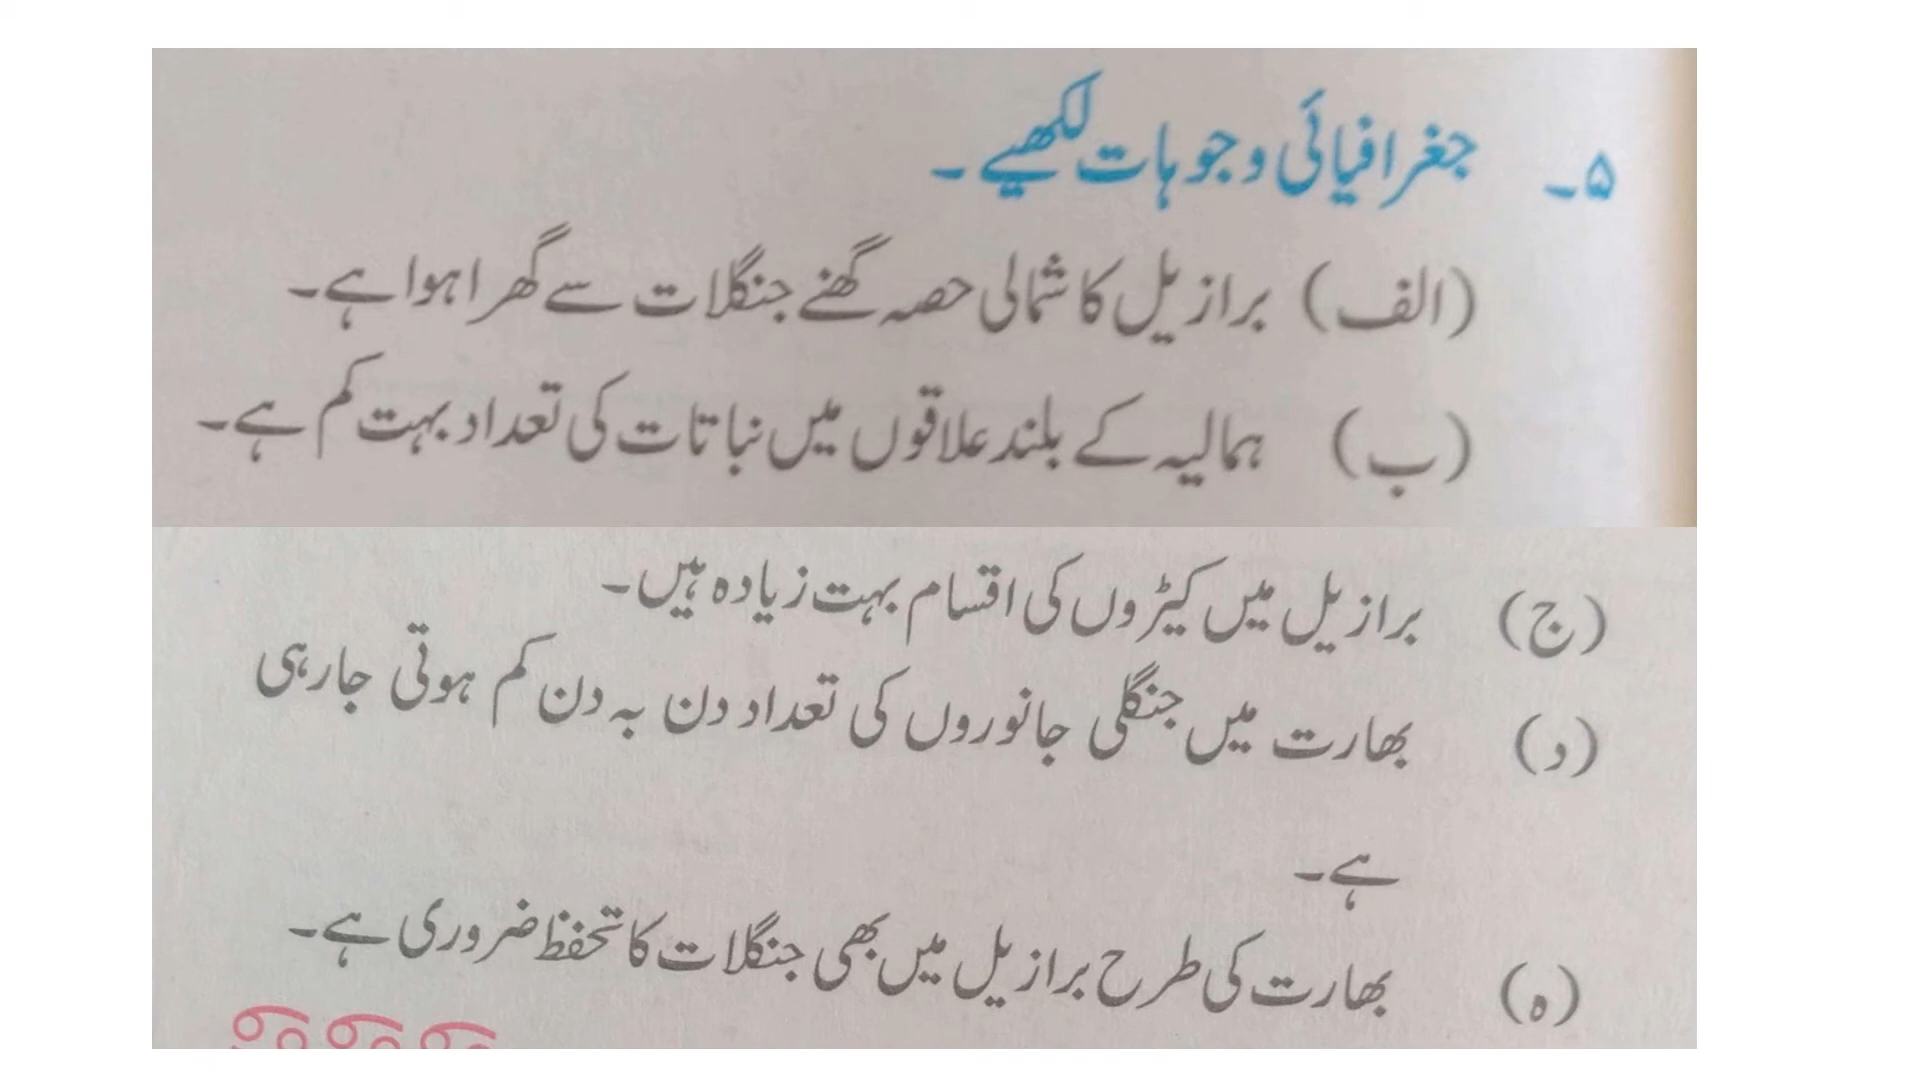 ۵۔ جغرافیائی وجوہات لکھیے۔
(الف) برازیل کا شمالی حصہ گھنے جنگلات سے گھرا ہوا ہے۔
(ب) ہمالیہ کے بلند علاقوں میں نباتات کی تعداد بہت کم ہے۔
(ج) برازیل میں کیڑوں کی اقسام بہت زیادہ ہیں۔
(د) بھارت میں جنگلی جانوروں کی تعداد دن بہ دن کم ہوتی جارہی
ہے۔
(ہ) بھارت کی طرح برازیل میں بھی جنگلات کا تحفظ ضروری ہے۔